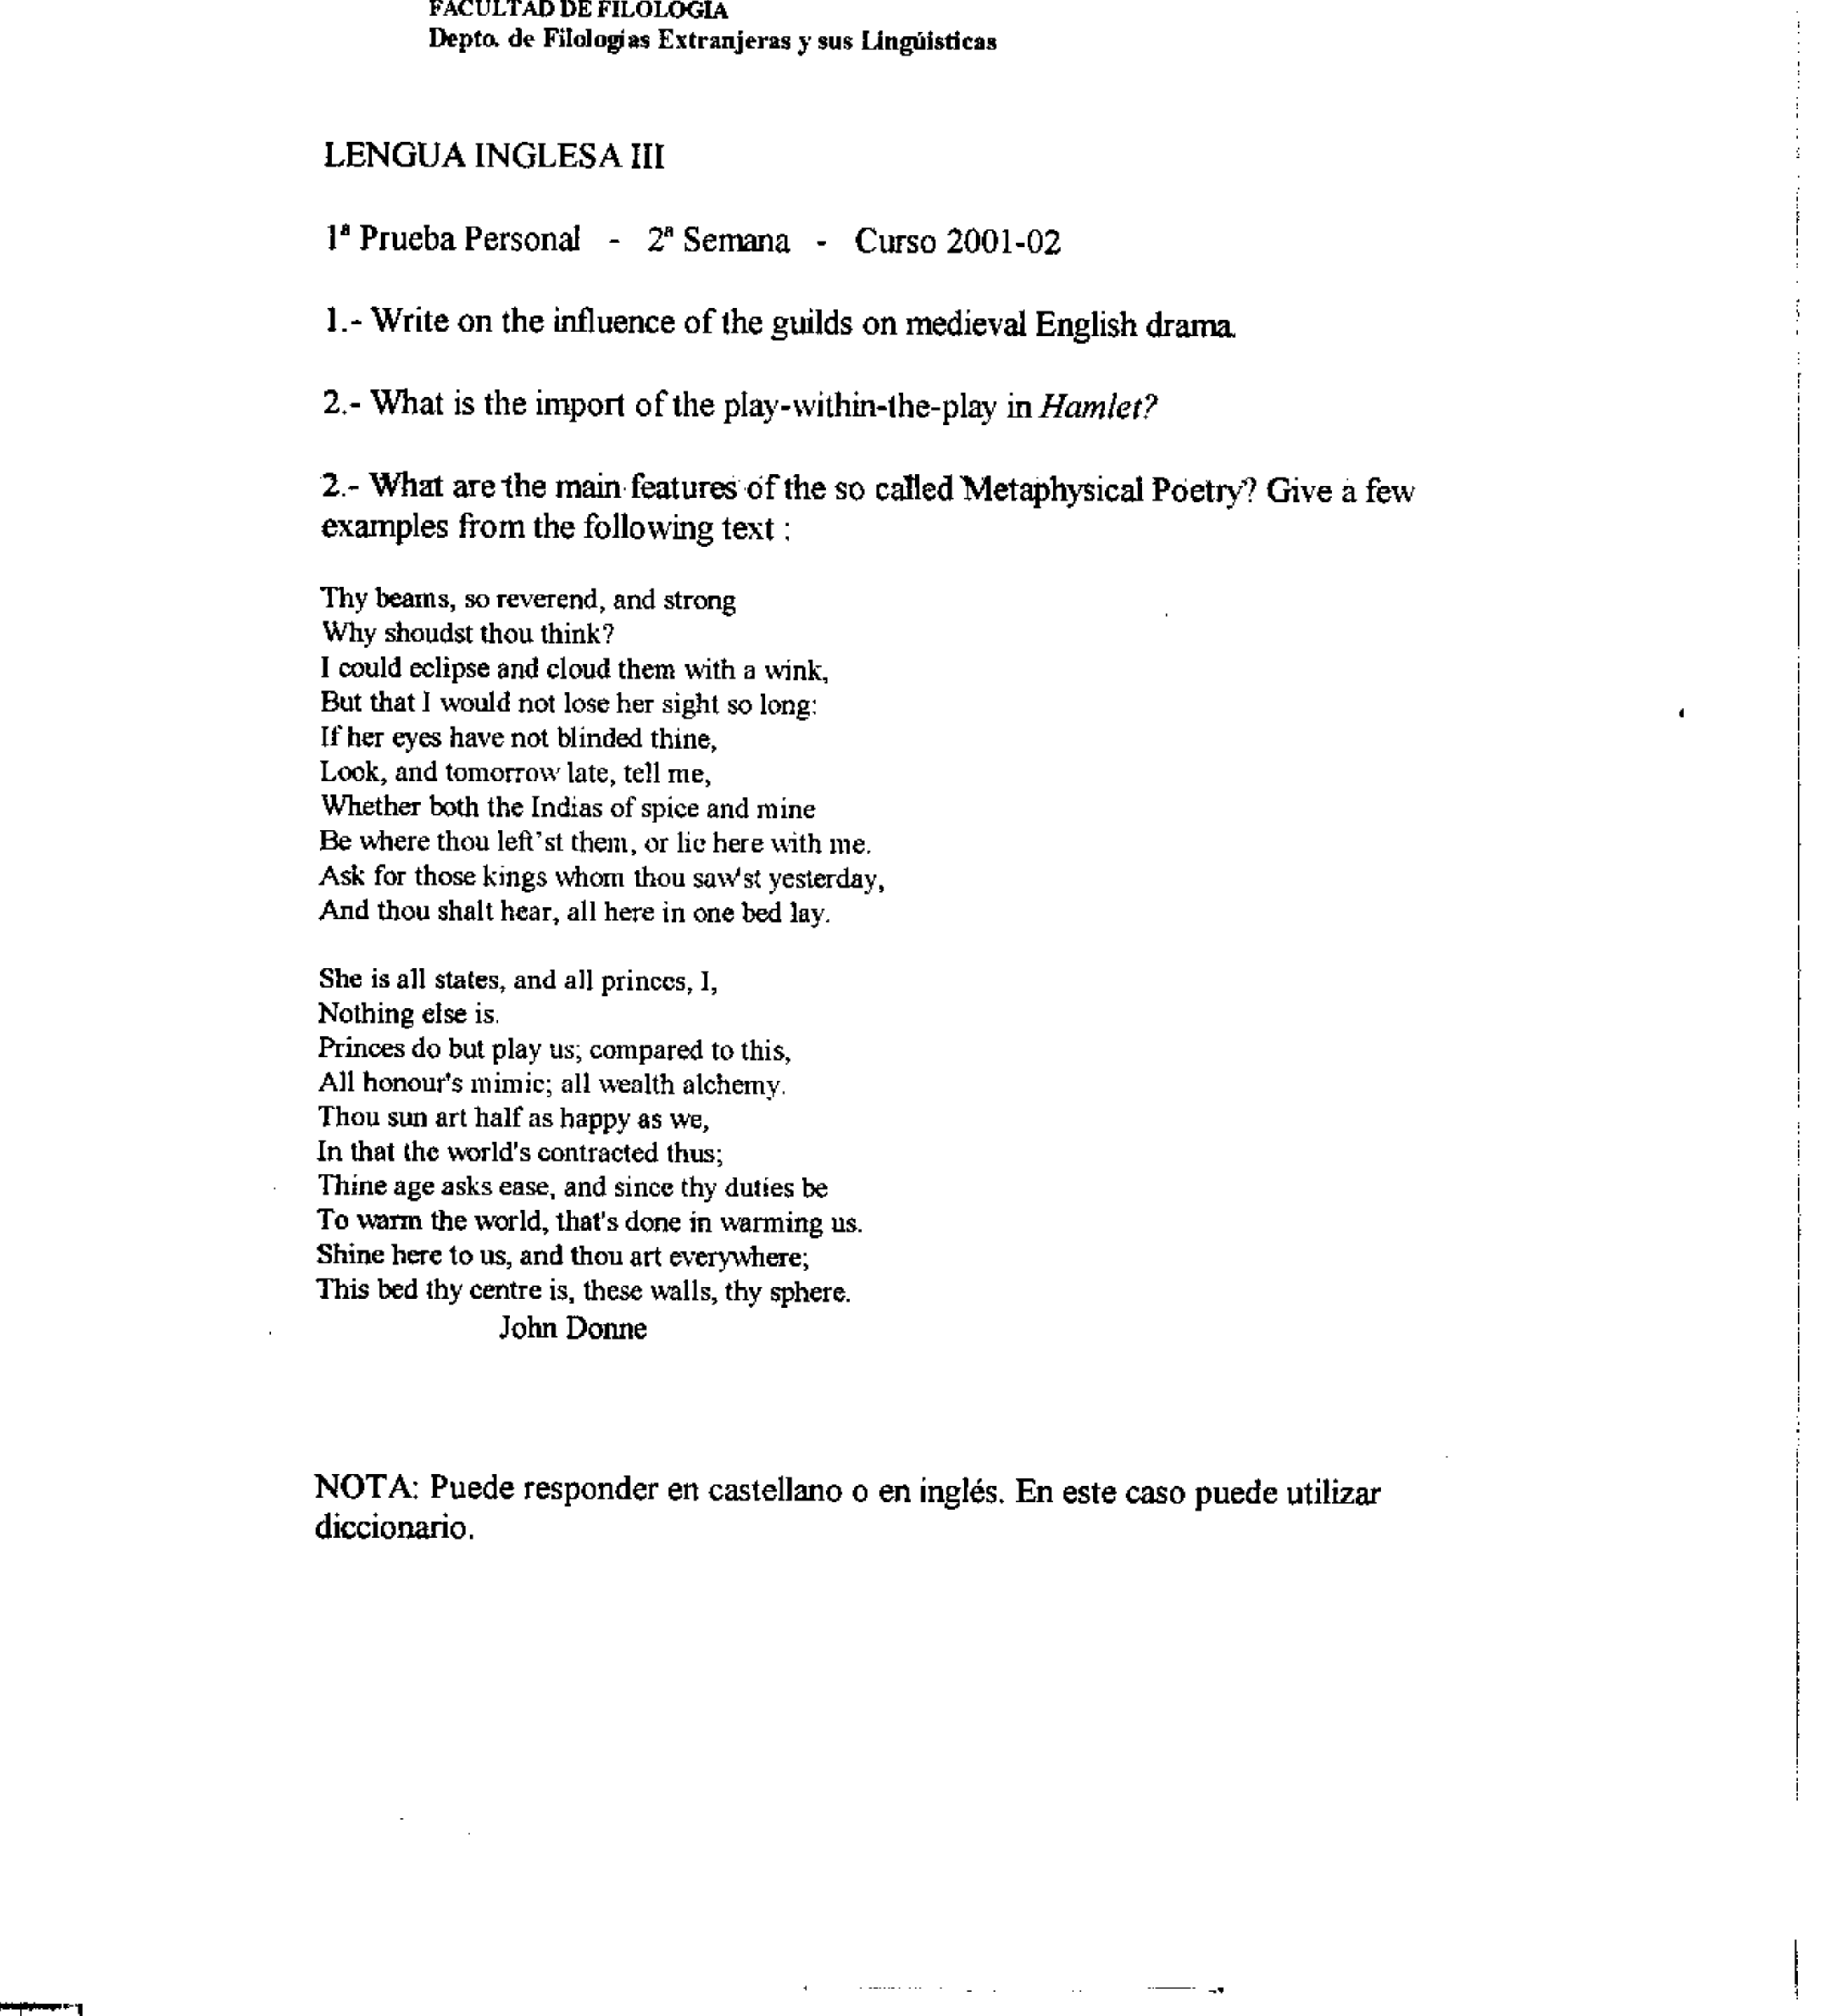 FACULTAD DE FILOLOGIA
Depto. de Filologias Extranjeras y sus Lingüisticas
LENGUA INGLESA III
1ª Prueba Personal - 2ª Semana - Curso 2001-02
1.- Write on the influence of the guilds on medieval English drama.
2.- What is the import of the play-within-the-play in Hamlet?
2.- What are the main features of the so called Metaphysical Poetry? Give a few
examples from the following text :
Thy beams, so reverend, and strong
Why shoudst thou think?
I could eclipse and cloud them with a wink,
But that I would not lose her sight so long:
If her eyes have not blinded thine,
Look, and tomorrow late, tell me,
Whether both the Indias of spice and mine
Be where thou left'st them, or lie here with me.
Ask for those kings whom thou saw'st yesterday,
And thou shalt hear, all here in one bed lay.
She is all states, and all princes, I,
Nothing else is.
Princes do but play us; compared to this,
All honour's mimic; all wealth alchemy.
Thou sun art half as happy as we,
In that the world's contracted thus;
Thine age asks ease, and since thy duties be
To warm the world, that's done in warming us.
Shine here to us, and thou art everywhere;
This bed thy centre is, these walls, thy sphere.
John Donne
NOTA: Puede responder en castellano o en inglés. En este caso puede utilizar
diccionario.